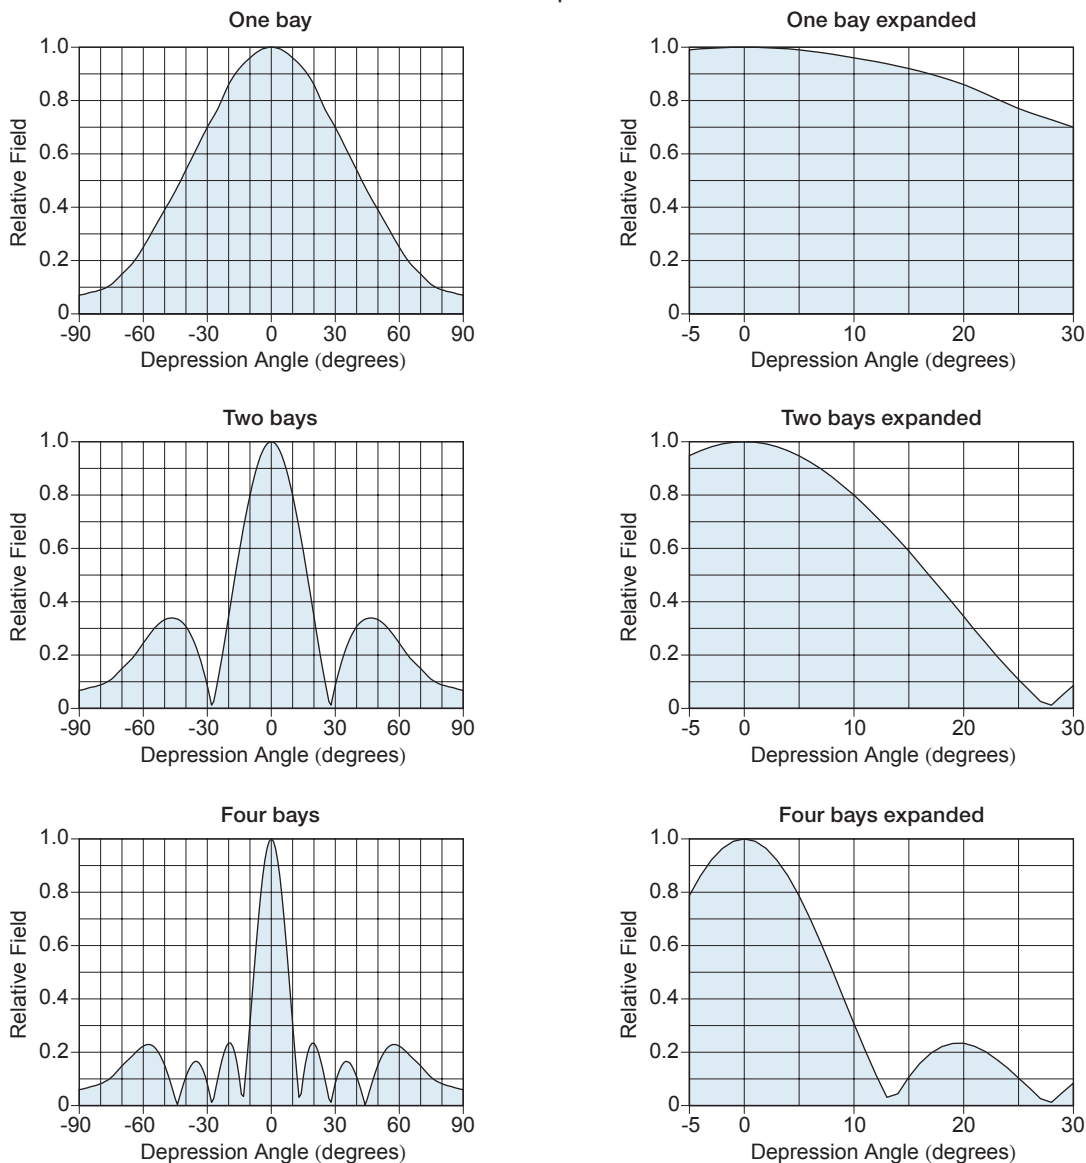 One bay
1.0
0.8
0.6
0.4
0.2
0
Relative Field
-90 -60 -30 0 30 60 90
Depression Angle (degrees)
One bay expanded
1.0
0.8
0.6
0.4
0.2
0
Relative Field
-5 0 10 20 30
Depression Angle (degrees)
Two bays
1.0
0.8
0.6
0.4
0.2
0
Relative Field
-90 -60 -30 0 30 60 90
Depression Angle (degrees)
Two bays expanded
1.0
0.8
0.6
0.4
0.2
0
Relative Field
-5 0 10 20 30
Depression Angle (degrees)
Four bays
1.0
0.8
0.6
0.4
0.2
0
Relative Field
-90 -60 -30 0 30 60 90
Depression Angle (degrees)
Four bays expanded
1.0
0.8
0.6
0.4
0.2
0
Relative Field
-5 0 10 20 30
Depression Angle (degrees)